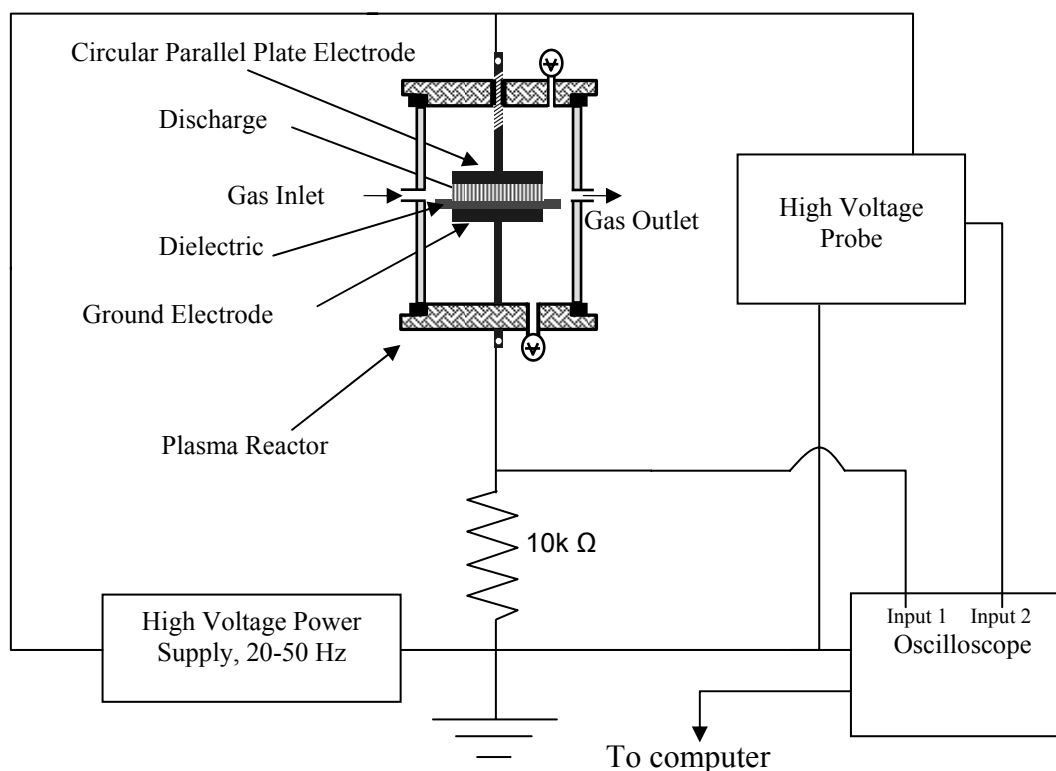 Circular Parallel Plate Electrode
Discharge
Gas Inlet
Gas Outlet
Dielectric
Ground Electrode
Plasma Reactor
High Voltage
Probe
10k Ω
High Voltage Power
Supply, 20-50 Hz
Input 1 Input 2
Oscilloscope
To computer